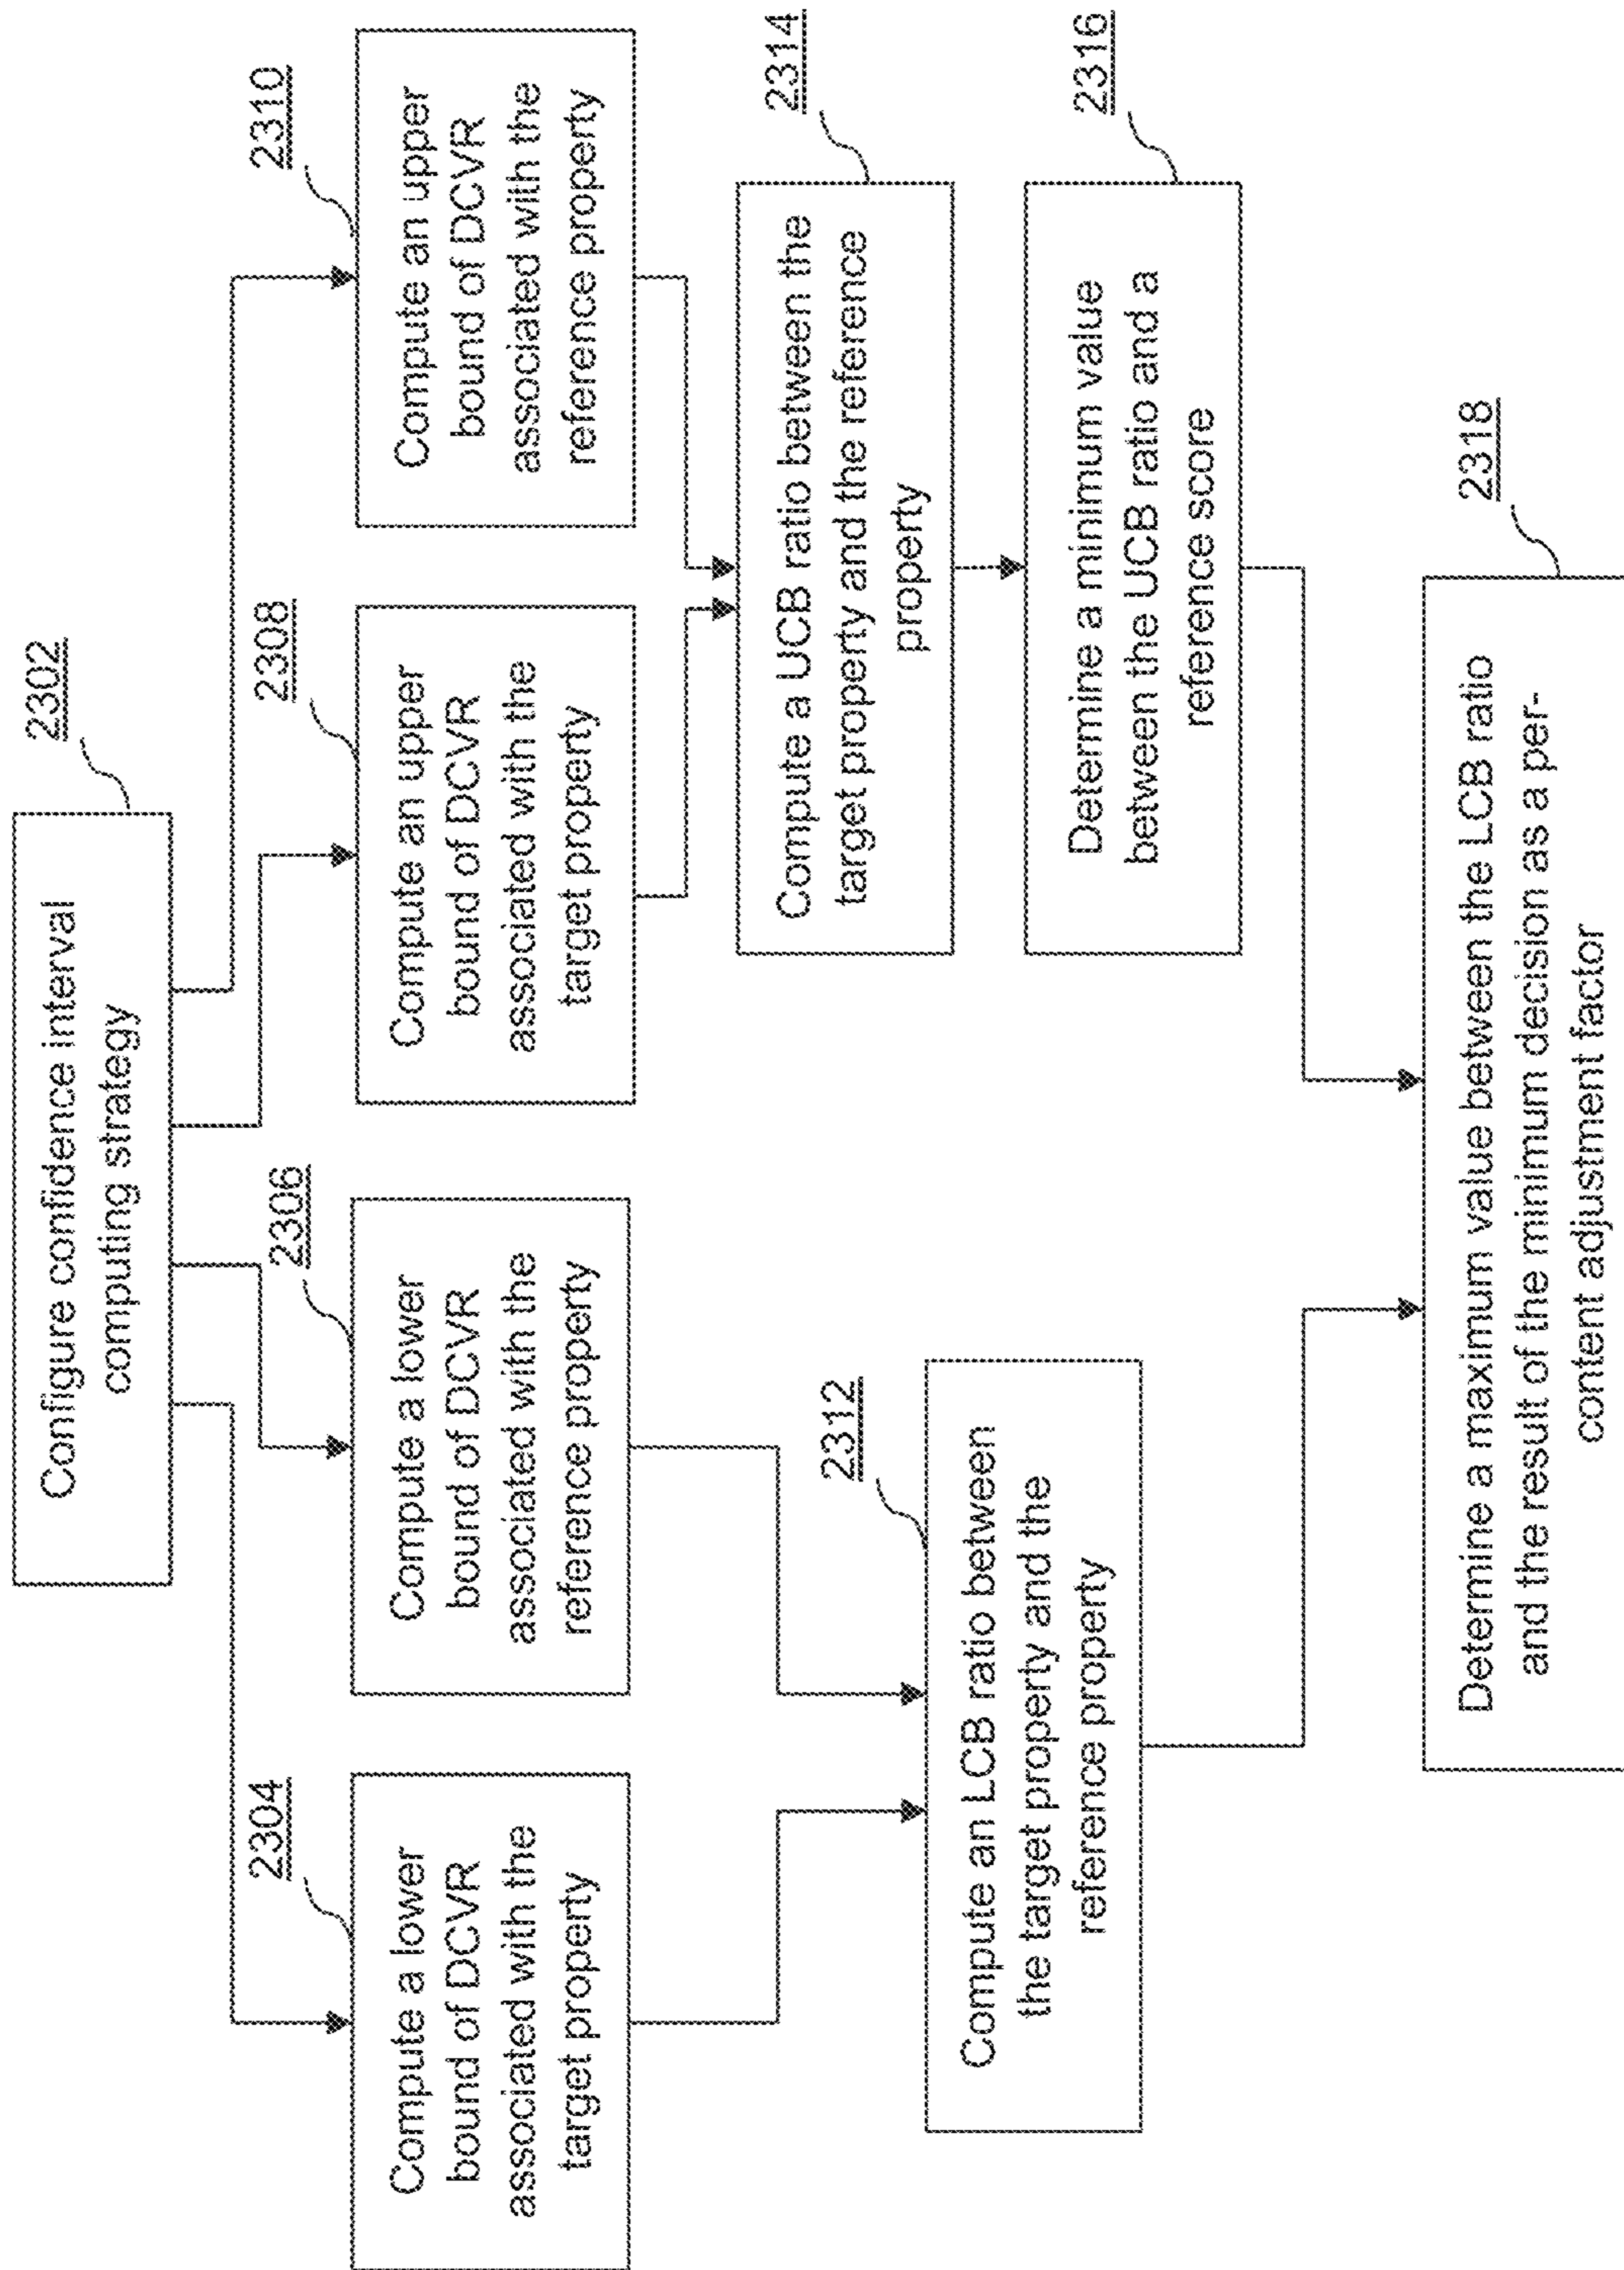 2302
Configure confidence interval
computing strategy
2304
Compute a lower
bound of DCVR
associated with the
target property
2306
Compute a lower
bound of DCVR
associated with the
reference property
2308
Compute an upper
bound of DCVR
associated with the
target property
2310
Compute an upper
bound of DCVR
associated with the
reference property
2312
Compute an LCB ratio between
the target property and the
reference property
2314
Compute a UCB ratio between the
target property and the reference
property
2316
Determine a minimum value
between the UCB ratio and a
reference score
2318
Determine a maximum value between the LCB ratio
and the result of the minimum decision as a per-
content adjustment factor